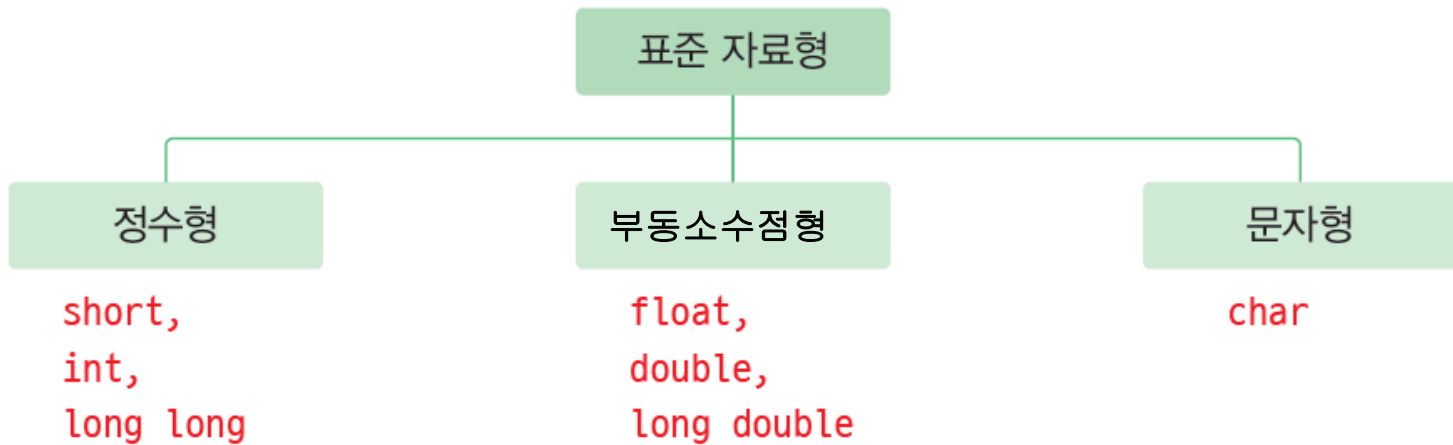 표준 자료형
정수형
부동소수점형
문자형
short,
int,
long long
float,
double,
long double
char